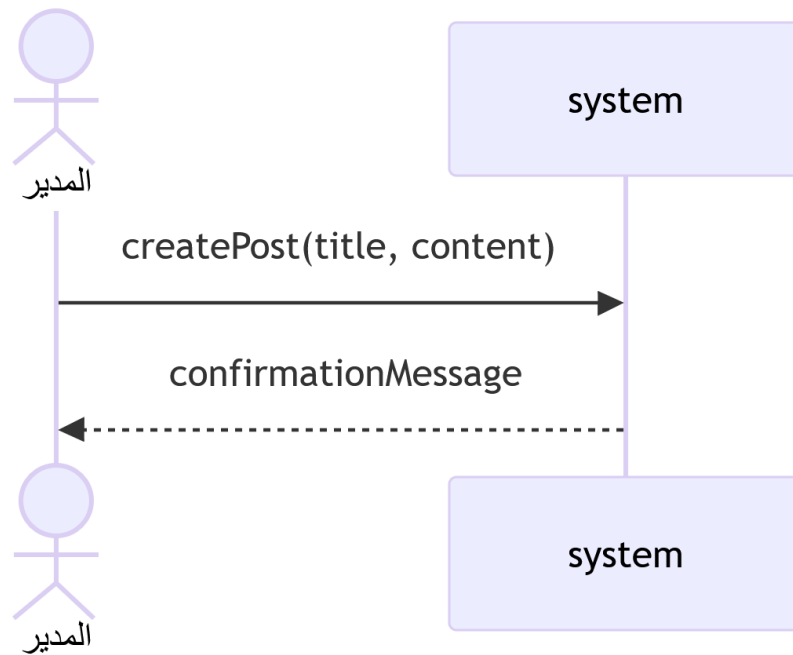 system
المدير
createPost(title, content)
confirmationMessage
system
المدير